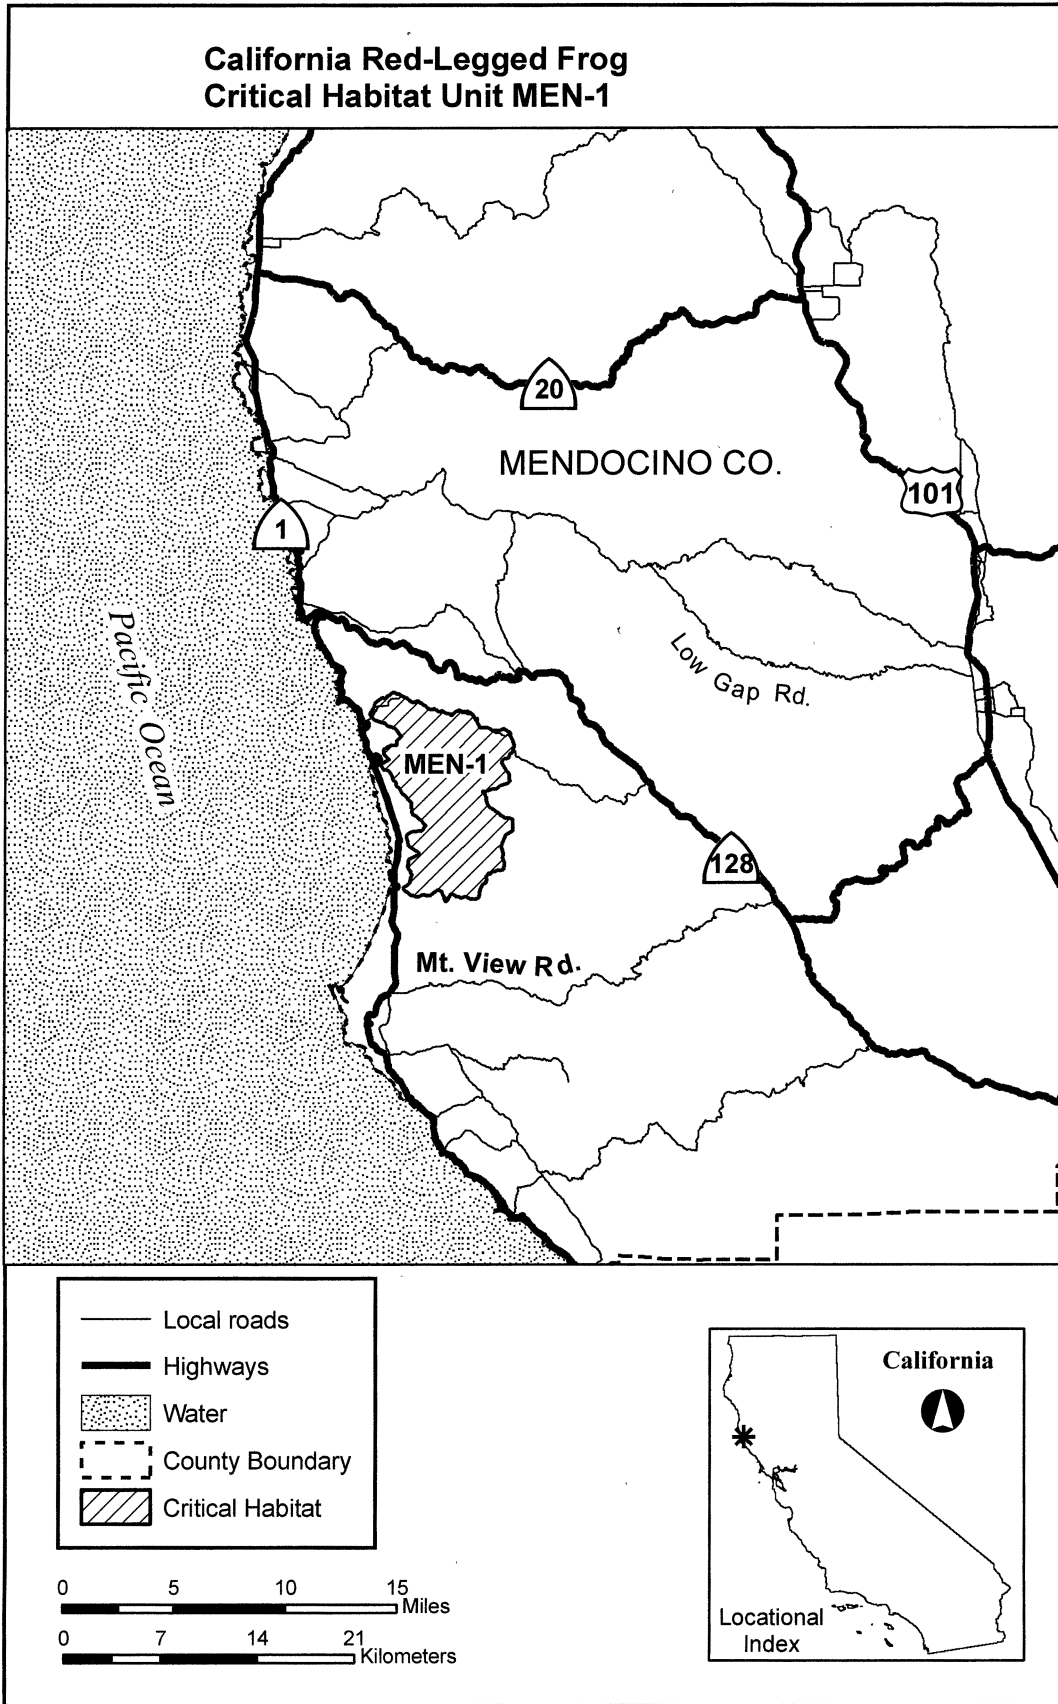 California Red-Legged Frog
Critical Habitat Unit MEN-1
20
MENDOCINO CO.
101
1
Pacific Ocean
Low Gap Rd.
MEN-1
128
Mt. View Rd.
Local roads
Highways
Water
County Boundary
Critical Habitat
California
Locational
Index
0 5 10 15
Miles
0 7 14 21
Kilometers